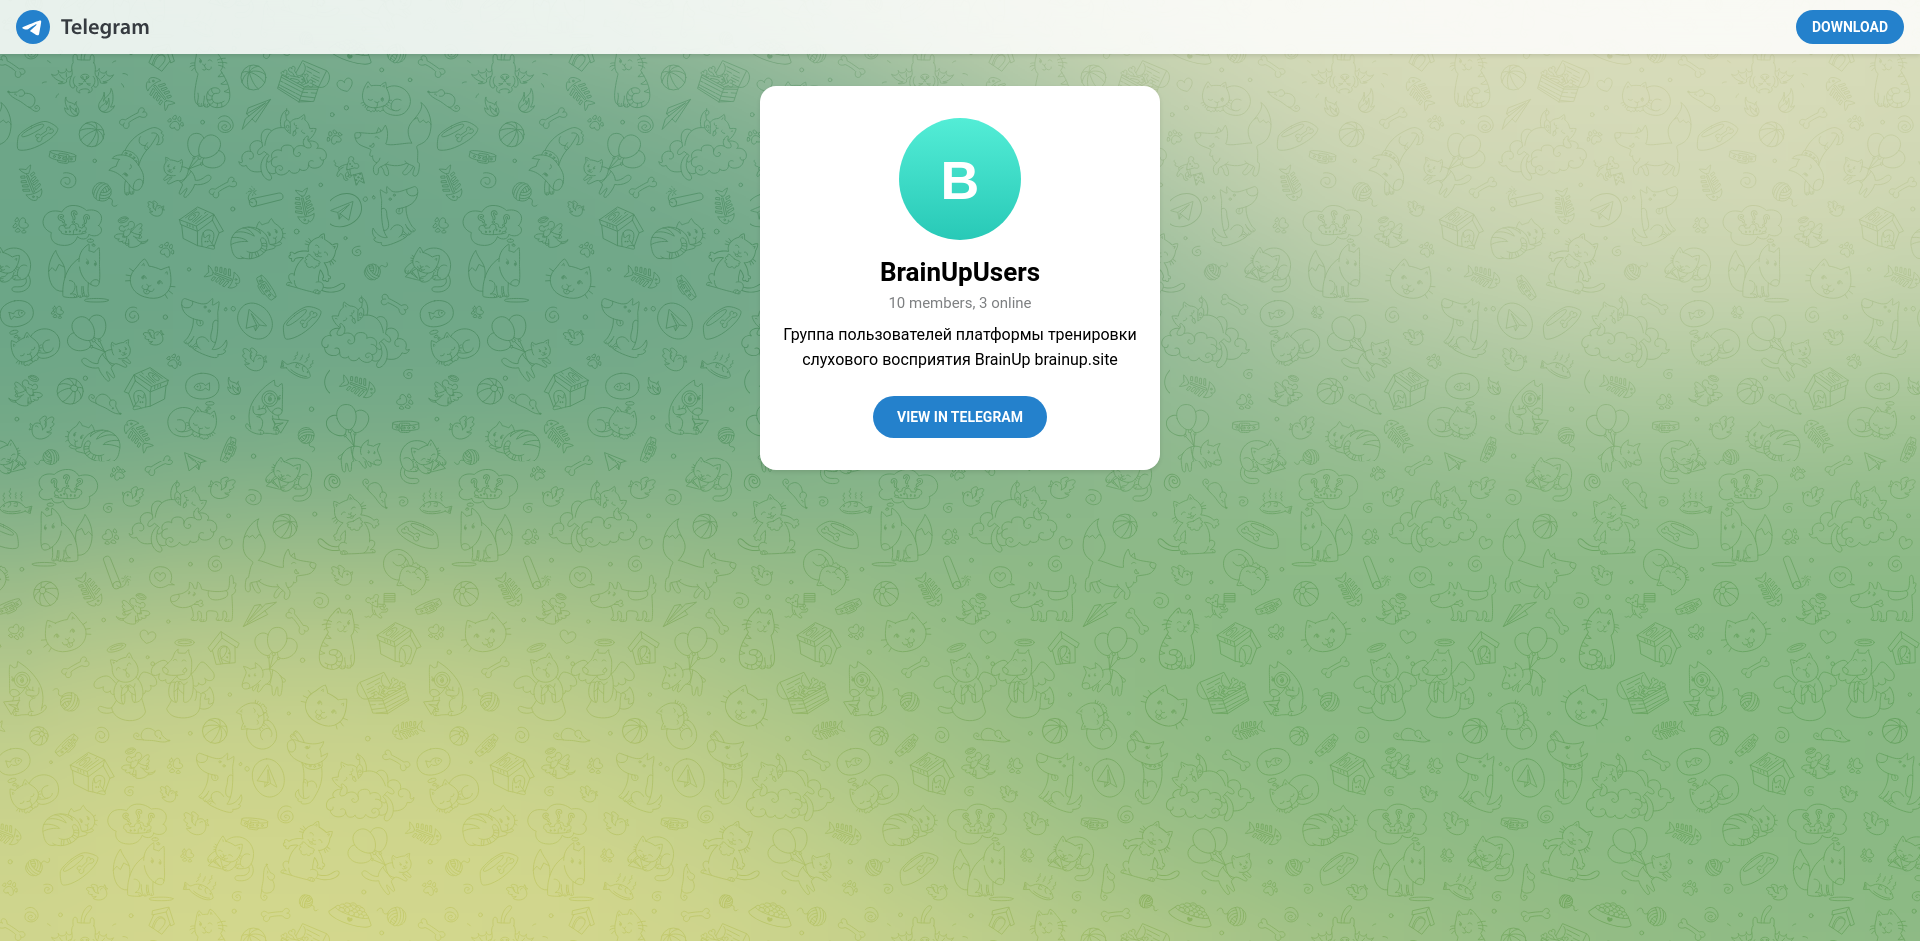 Telegram
DOWNLOAD
B
BrainUpUsers
10 members, 3 online
Группа пользователей платформы тренировки
слухового восприятия BrainUp brainup.site
VIEW IN TELEGRAM